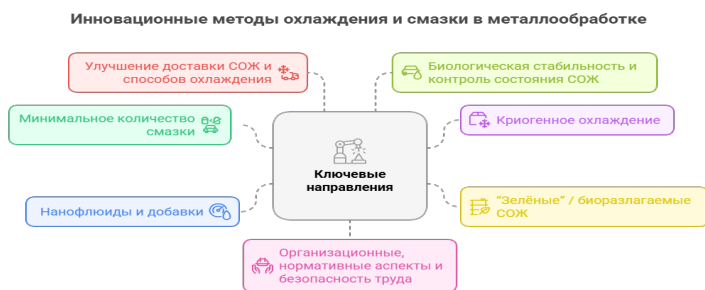 Инновационные методы охлаждения и смазки в металлообработке
Улучшение доставки СОЖ и
способов охлаждения
Биологическая стабильность и
контроль состояния СОЖ
Минимальное количество
смазки
Криогенное охлаждение
Ключевые
направления
Нанофлюиды и добавки
"Зелёные" / биоразлагаемые
СОЖ
Организационные,
нормативные аспекты и
безопасность труда